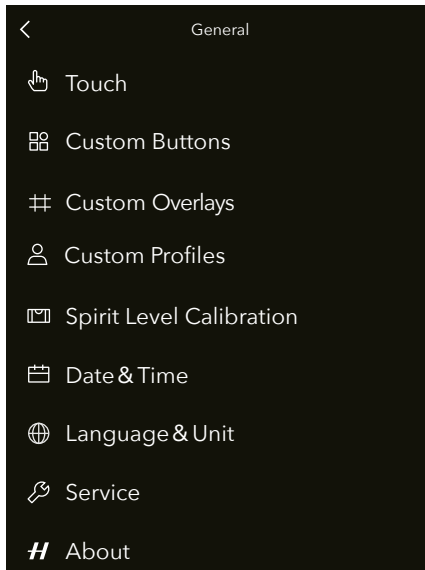 General
Touch
Custom Buttons
Custom Overlays
Custom Profiles
Spirit Level Calibration
Date & Time
Language & Unit
Service
About